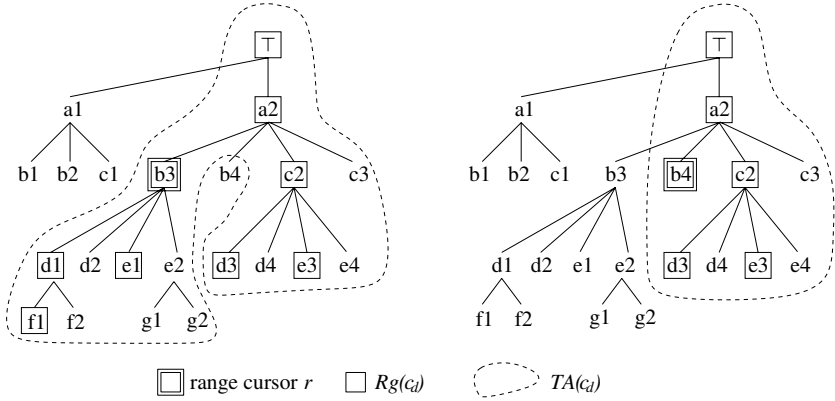 ⊤ ⊤
a1 a2 a1 a2
b1 b2 c1 b3 b4 c2 c3 b1 b2 c1 b3 b4 c2 c3
d1 d2 e1 e2 d3 d4 e3 e4 d1 d2 e1 e2 d3 d4 e3 e4
f1 f2 g1 g2 f1 f2 g1 g2
range cursor r Rg(c_d) TA(c_d)